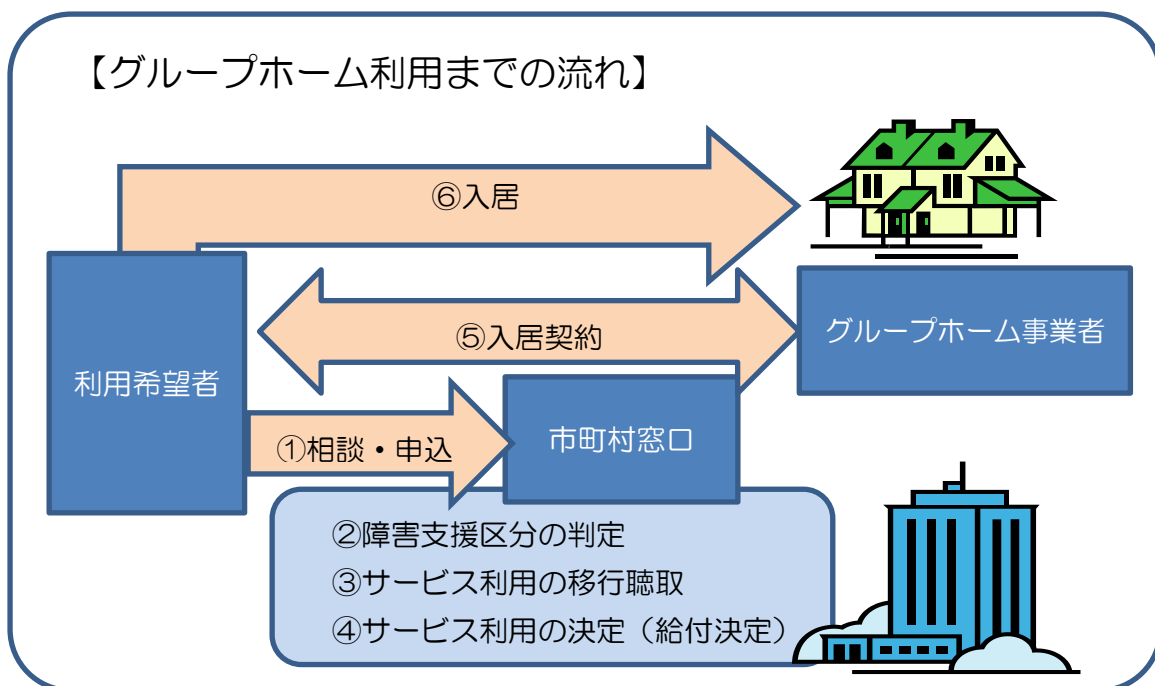 【グループホーム利用までの流れ】
⑥入居
⑤入居契約
グループホーム事業者
利用希望者
①相談・申込
市町村窓口
②障害支援区分の判定
③サービス利用の移行聴取
④サービス利用の決定（給付決定）